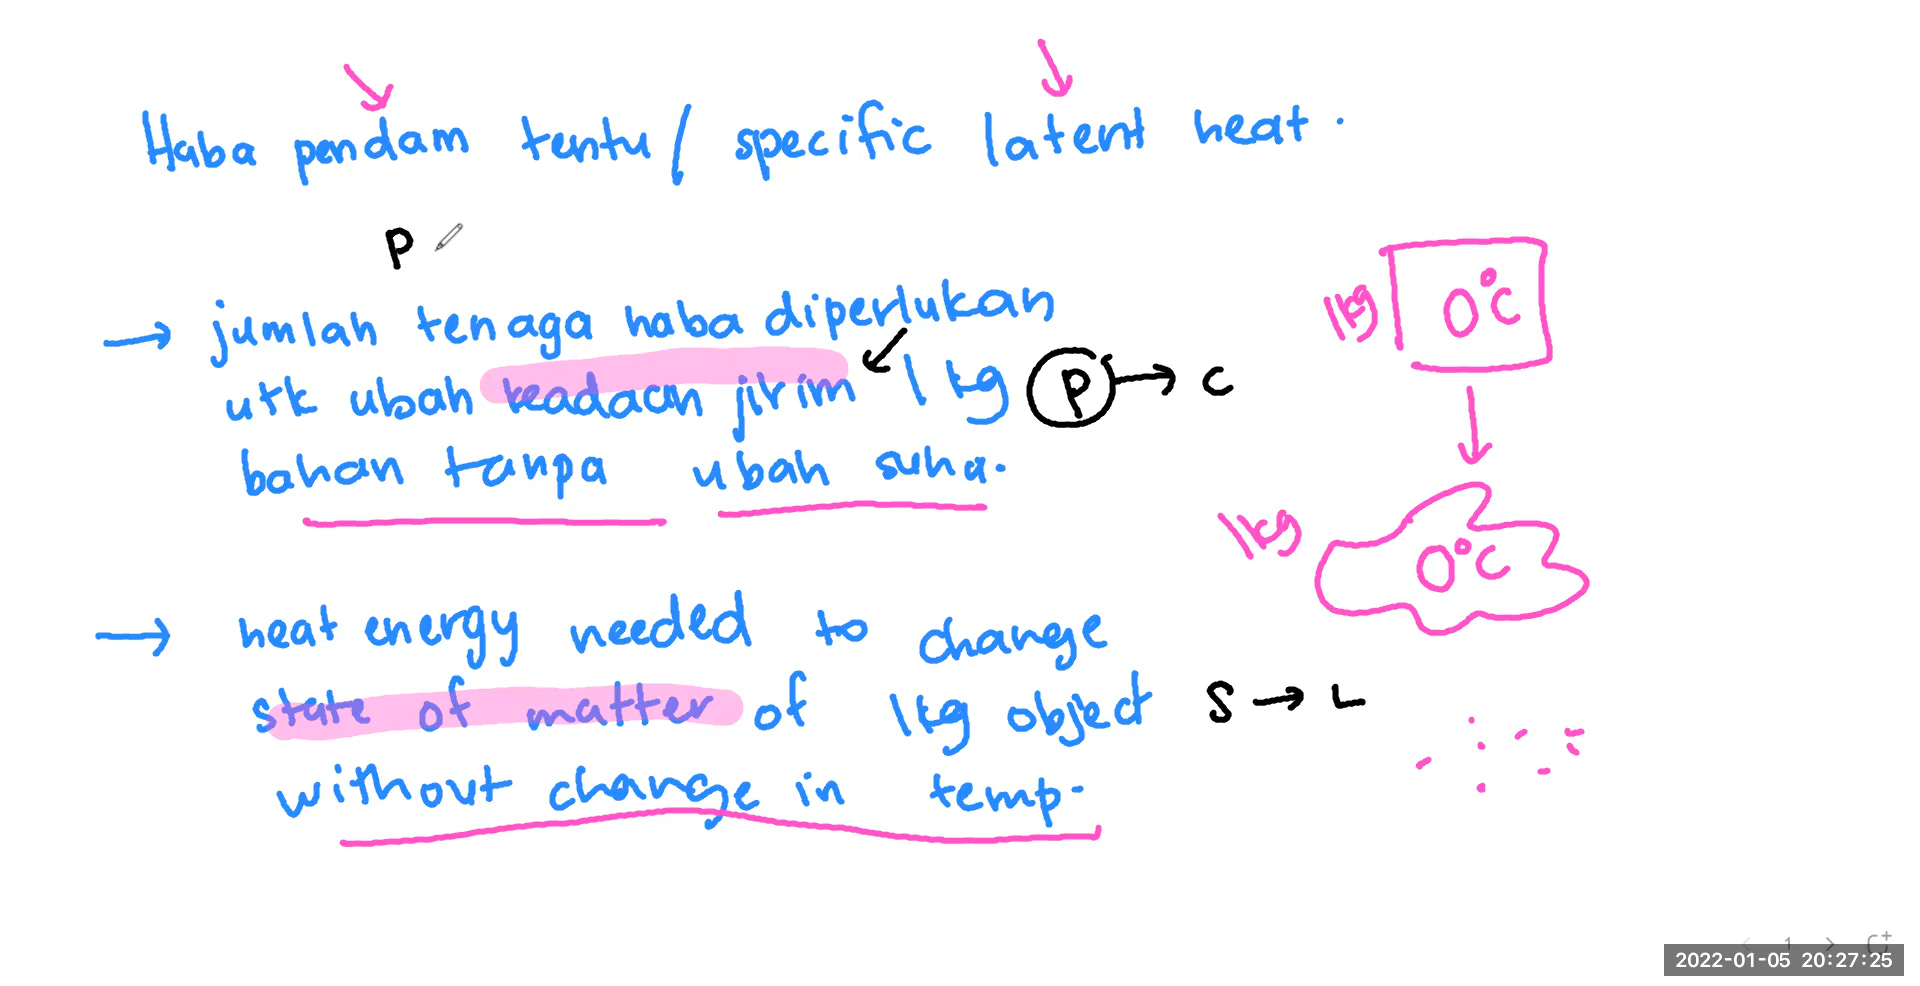 Haba pendam tentu / specific latent heat.
P
→ jumlah tenaga haba diperlukan
utk ubah keadaan jirim 1 kg P → C
bahan tanpa ubah suhu.
1kg 0°C
1kg 0°C
→ heat energy needed to change
state of matter of 1kg object S → L
without change in temp.
1
2022-01-05 20:27:25